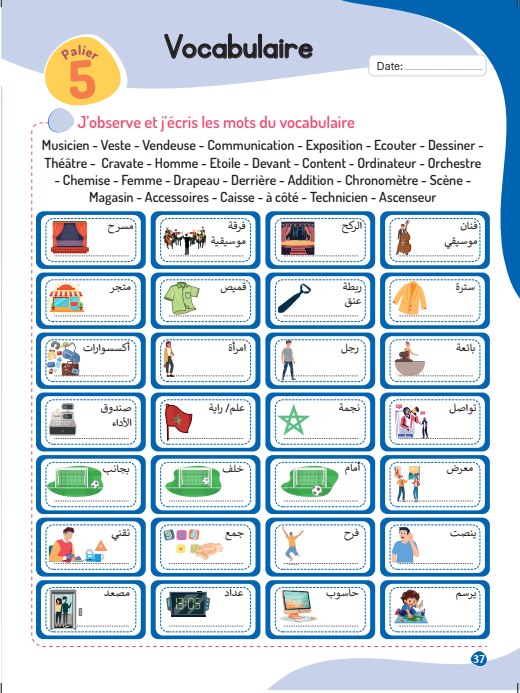 Vocabulaire
Palier
5
Date:
J'observe et j'écris les mots du vocabulaire
Musicien - Veste - Vendeuse - Communication - Exposition - Ecouter - Dessiner -
Théâtre - Cravate - Homme - Etoile - Devant - Content - Ordinateur - Orchestre
- Chemise - Femme - Drapeau - Derrière - Addition - Chronomètre - Scène -
Magasin - Accessoires - Caisse - à côté - Technicien - Ascenseur
مسرح
فرقة
موسيقية
الركح
فنان
موسيقي
متجر
قميص
ربطة
عنق
سترة
أكسسوارات
امرأة
رجل
بائعة
صندوق
الأداء
علم/ راية
نجمة
تواصل
بجانب
خلف
أمام
معرض
تقني
جمع
فرح
ينصت
مصعد
عداد
13:05
حاسوب
يرسم
37